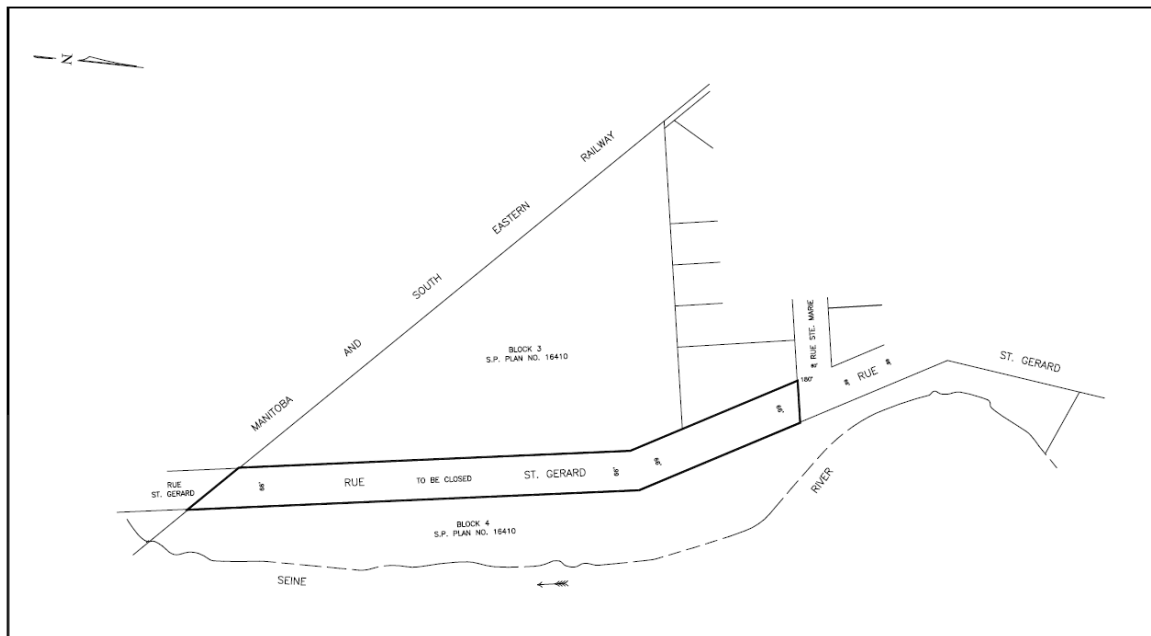 N
MANITOBA AND SOUTH EASTERN RAILWAY
BLOCK 3
S.P. PLAN NO. 16410
RUE STE. MARIE
180'
RUE
ST. GERARD
RUE
ST. GERARD
RUE
TO BE CLOSED
ST. GERARD
BLOCK 4
S.P. PLAN NO. 16410
SEINE
RIVER